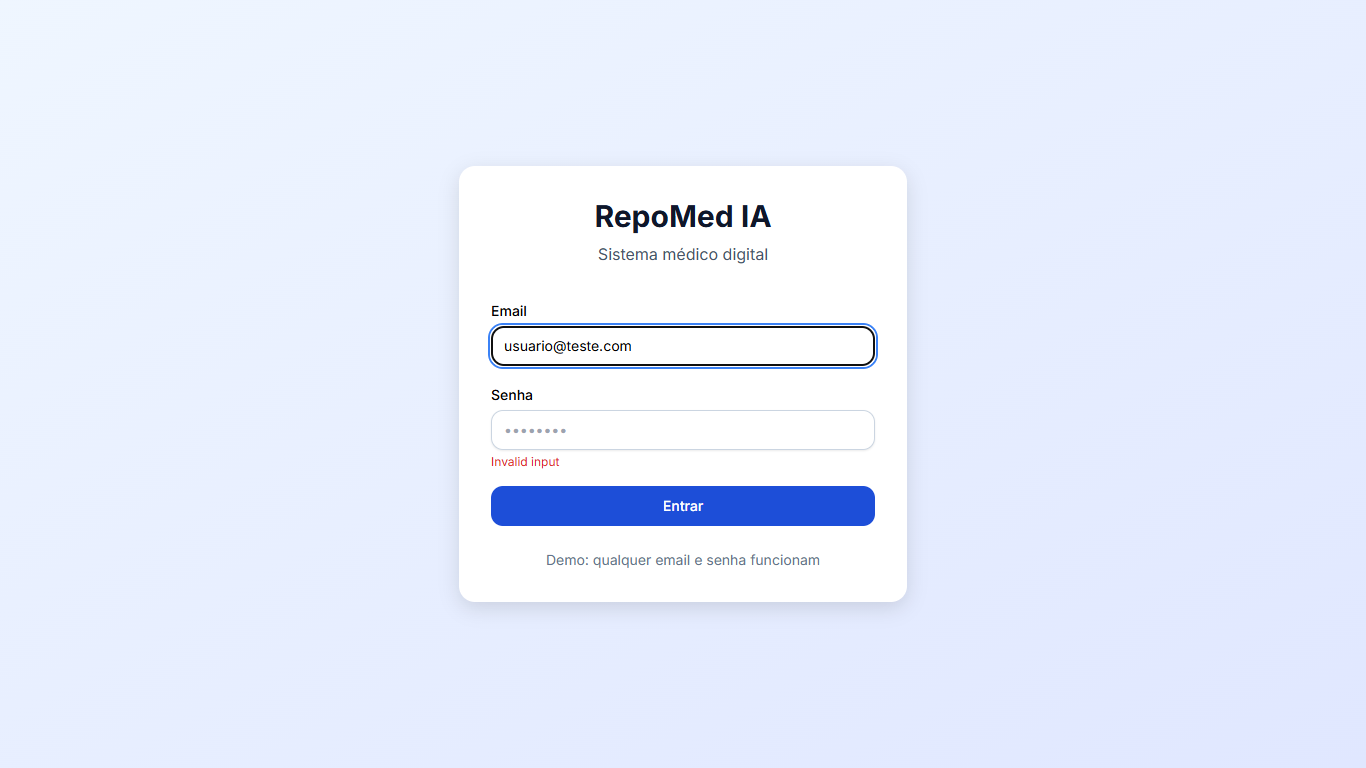 RepoMed IA
Sistema médico digital
Email
usuario@teste.com
Senha
••••••••
Invalid input
Entrar
Demo: qualquer email e senha funcionam